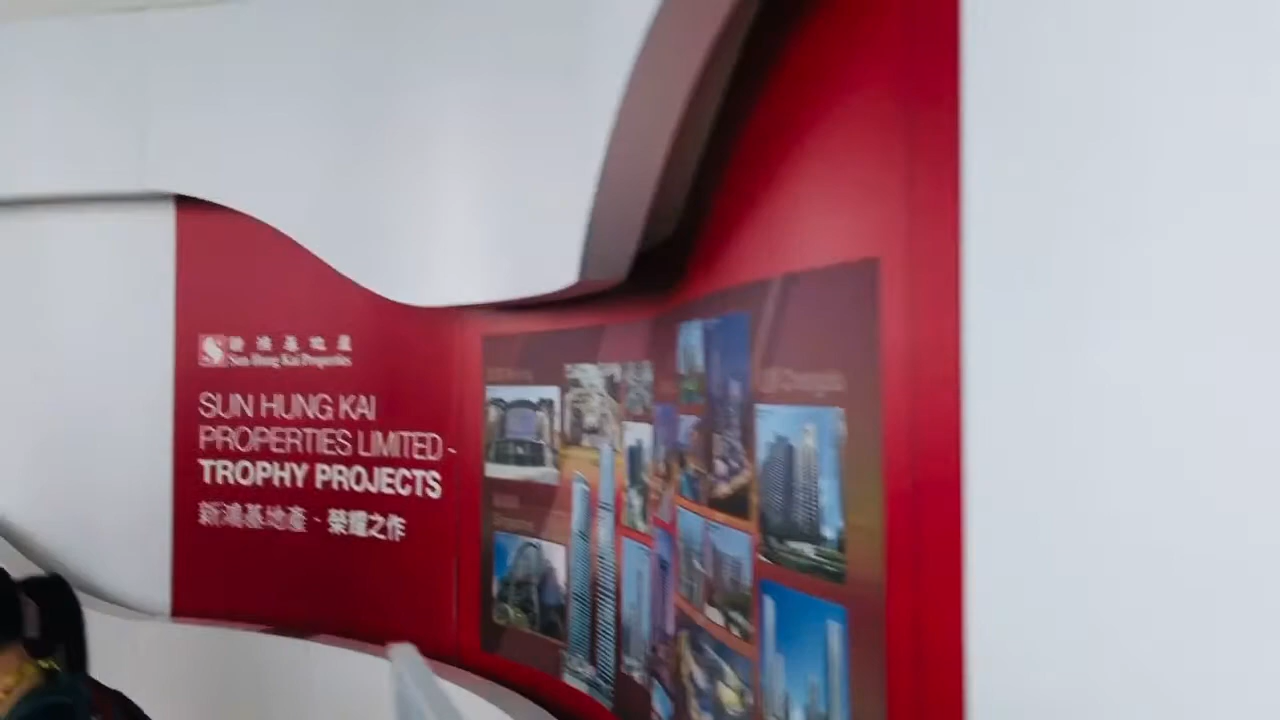 新鴻基地產
Sun Hung Kai Properties
SUN HUNG KAI
PROPERTIES LIMITED -
TROPHY PROJECTS
新鴻基地產 - 榮耀之作